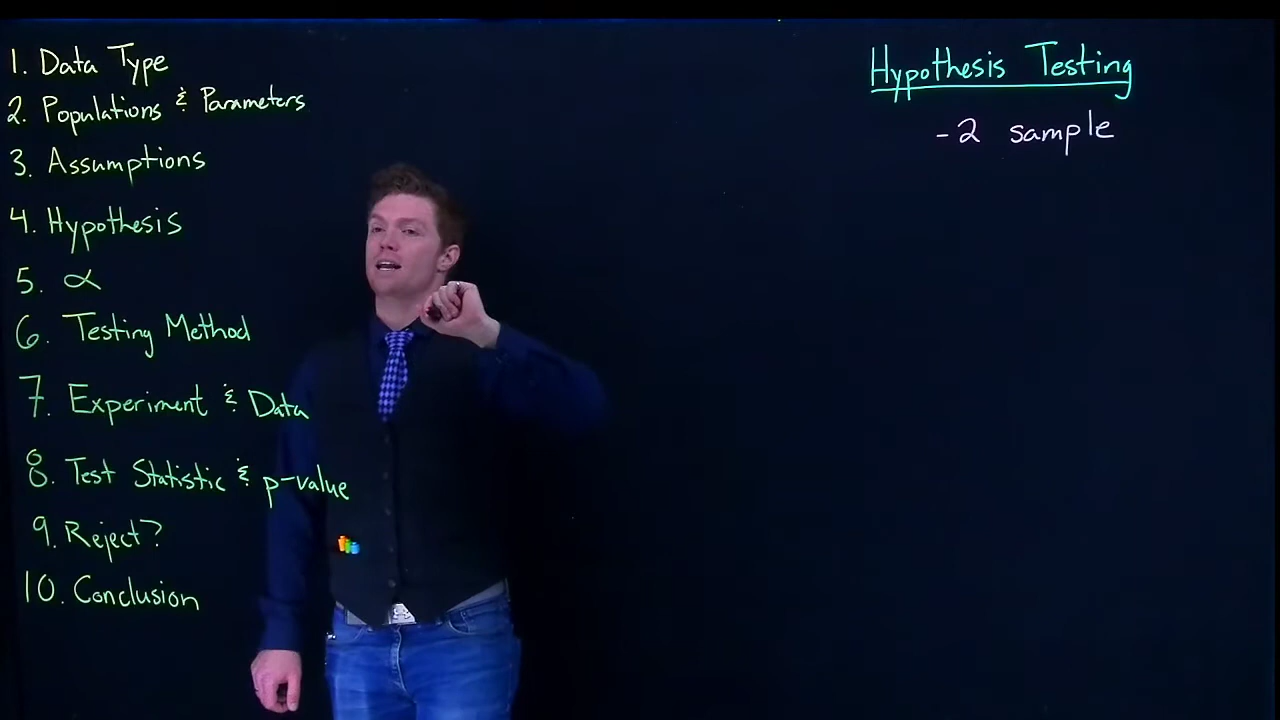 1. Data Type
2. Populations & Parameters
3. Assumptions
4. Hypothesis
5. α
6. Testing Method
7. Experiment & Data
8. Test Statistic & p-value
9. Reject?
10. Conclusion
Hypothesis Testing
- 2 sample